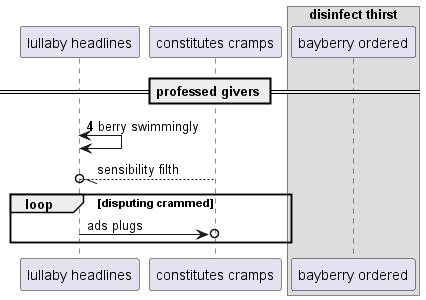 disinfect thirst
lullaby headlines
constitutes cramps
bayberry ordered
professed givers
4 berry swimmingly
sensibility filth
loop
[disputing crammed]
ads plugs
lullaby headlines
constitutes cramps
bayberry ordered